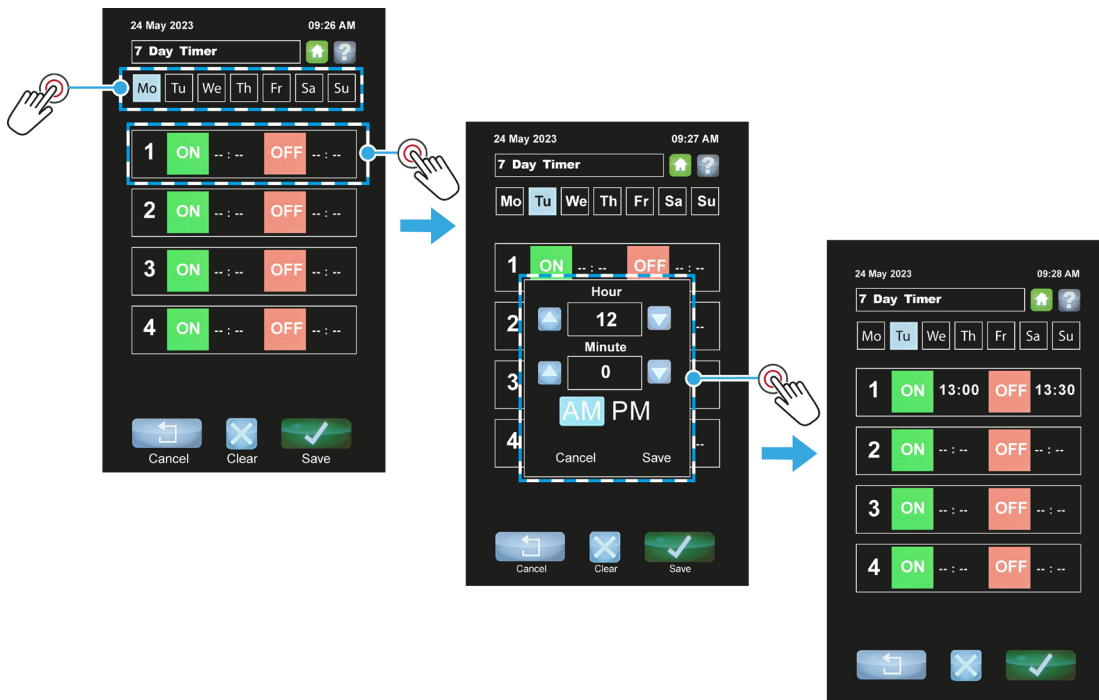 24 May 2023 09:26 AM
7 Day Timer ?
Mo Tu We Th Fr Sa Su
1 ON --:-- OFF --:--
2 ON --:-- OFF --:--
3 ON --:-- OFF --:--
4 ON --:-- OFF --:--
Cancel Clear Save
24 May 2023 09:27 AM
7 Day Timer ?
Mo Tu We Th Fr Sa Su
1 ON --:-- OFF --:--
Hour
2 12 --
Minute
3 0
AM PM
4 --
Cancel Save
Cancel Clear Save
24 May 2023 09:28 AM
7 Day Timer ?
Mo Tu We Th Fr Sa Su
1 ON 13:00 OFF 13:30
2 ON --:-- OFF --:--
3 ON --:-- OFF --:--
4 ON --:-- OFF --:--